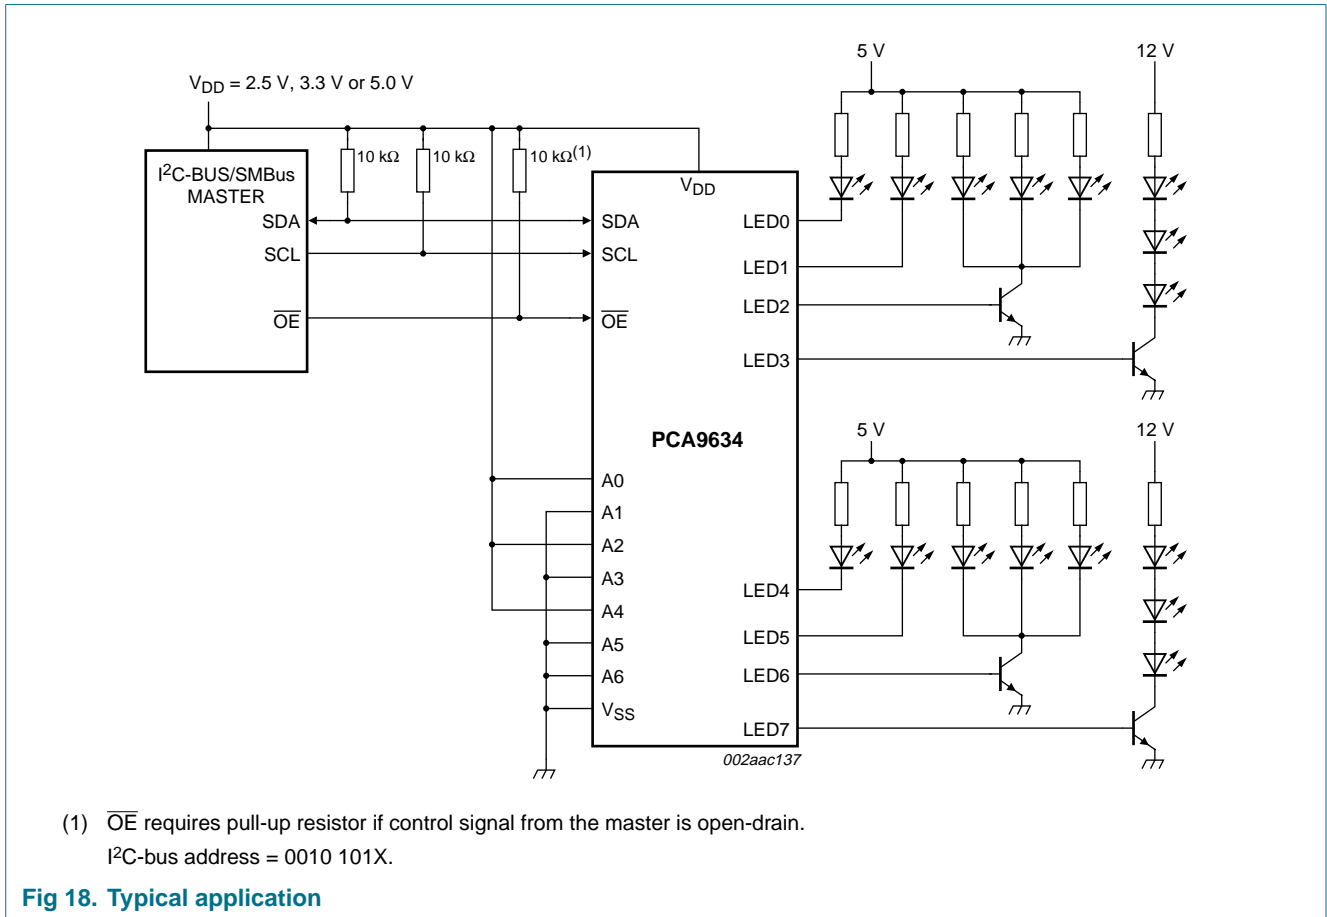 5 V
12 V
VDD = 2.5 V, 3.3 V or 5.0 V
10 kΩ
10 kΩ
10 kΩ(1)
I2C-BUS/SMBus
MASTER
SDA
SCL
OE
VDD
SDA
SCL
OE
LED0
LED1
LED2
LED3
PCA9634
5 V
12 V
A0
A1
A2
A3
A4
A5
A6
VSS
LED4
LED5
LED6
LED7
002aac137
(1) OE requires pull-up resistor if control signal from the master is open-drain.
I2C-bus address = 0010 101X.
Fig 18. Typical application